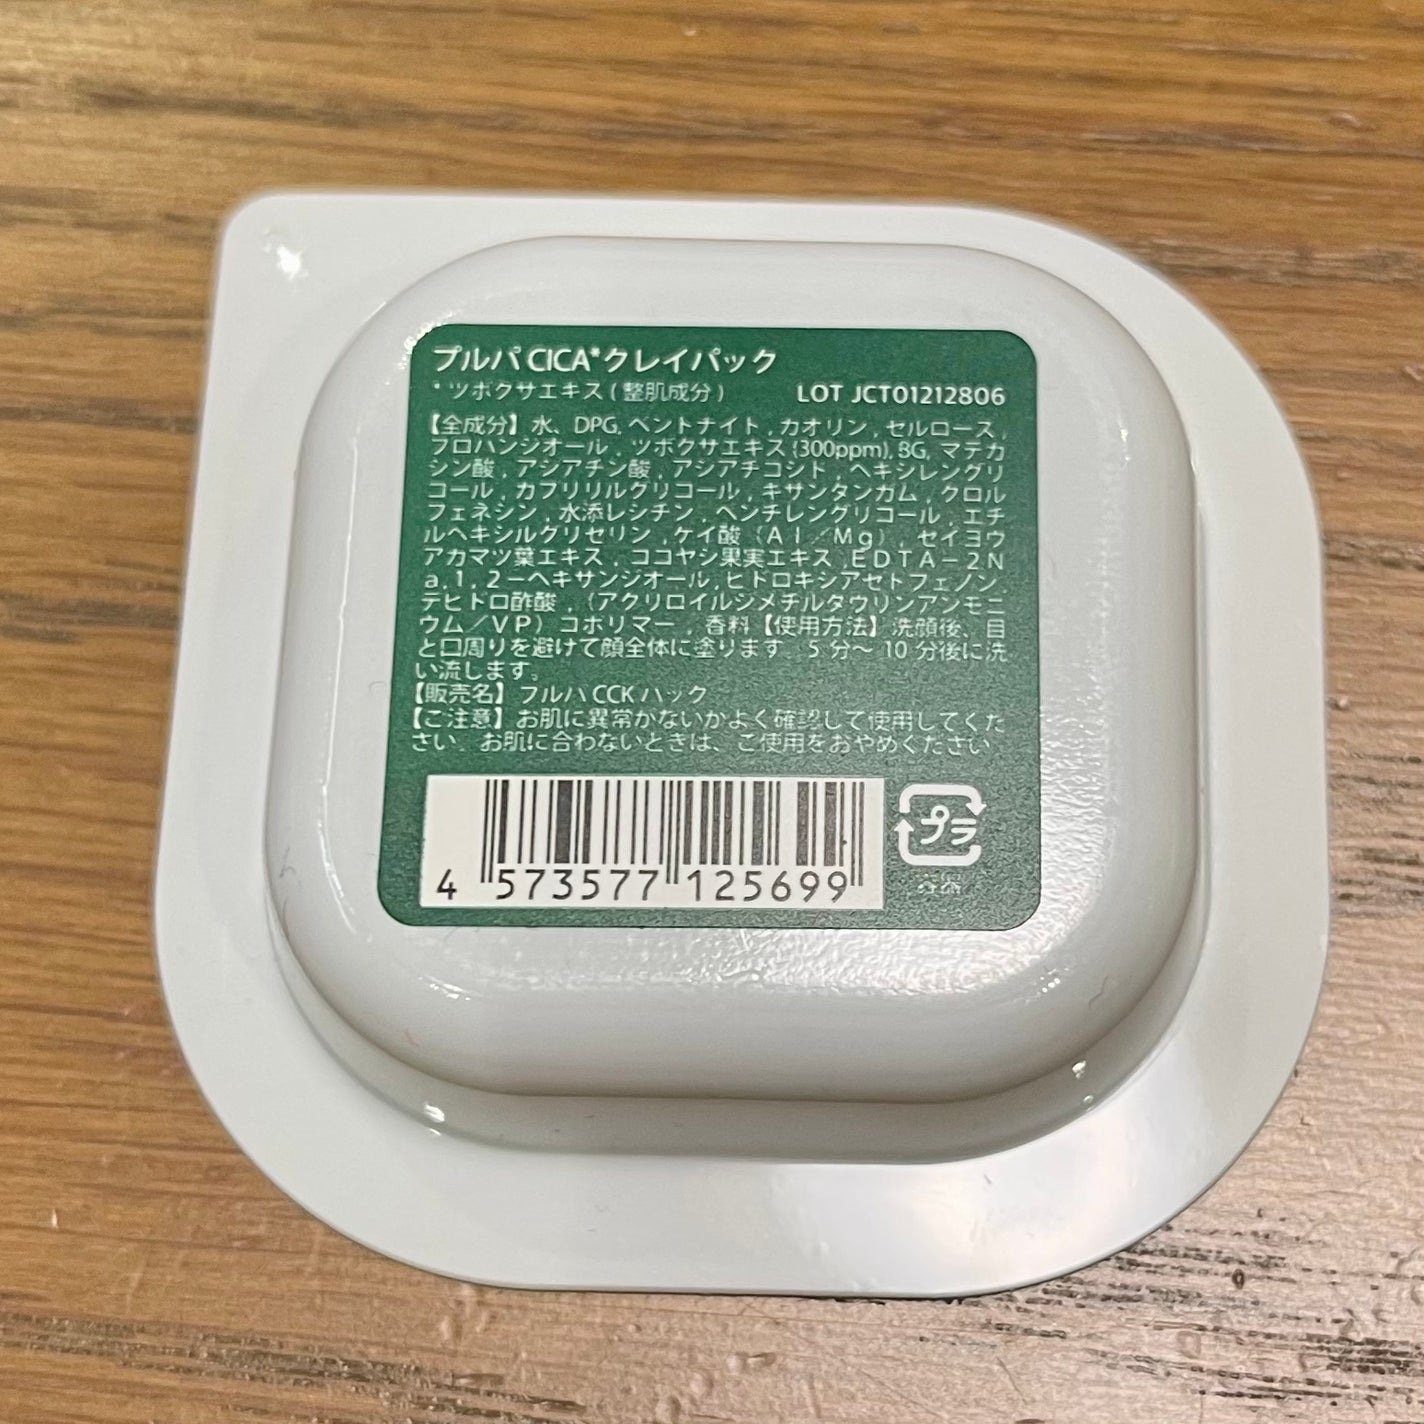 プルパ CICA*クレイパック
*ツボクサエキス(整肌成分) LOT JCT01212806
【全成分】水、DPG, ベントナイト, カオリン, セルロース,
プロパンジオール, ツボクサエキス(300ppm), BG, マデカ
シン酸, アシアチン酸, アシアチコシド, ヘキシレングリ
コール, カプリリルグリコール, キサンタンガム, クロル
フェネシン, 水添レシチン, ペンチレングリコール, エチ
ルヘキシルグリセリン, ケイ酸(Al/Mg), セイヨウ
アカマツ葉エキス, ココヤシ果実エキス, EDTA-2N
a, 1, 2-ヘキサンジオール, ヒドロキシアセトフェノン,
デヒドロ酢酸, (アクリロイルジメチルタウリンアンモニ
ウム/VP)コポリマー, 香料【使用方法】洗顔後、目
と口周りを避けて顔全体に塗ります。5分〜10分後に洗
い流します。
【販売名】プルパ CCK パック
【ご注意】お肌に異常がないかよく確認して使用してくだ
さい。お肌に合わないときは、ご使用をおやめください
プラ
4 573577 125699